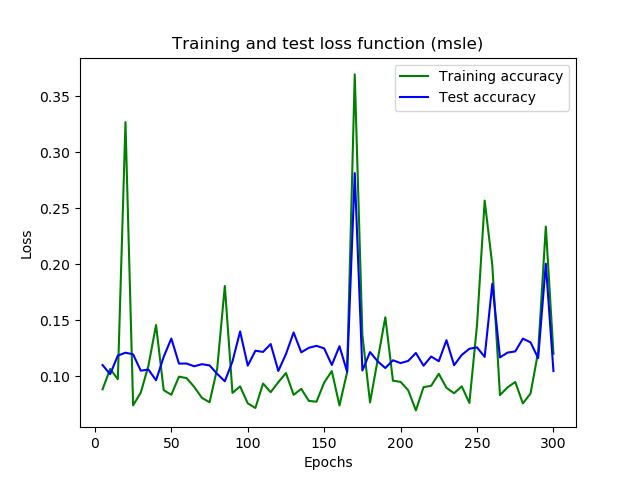 Training and test loss function (msle)
Training accuracy
Test accuracy
0.35
0.30
0.25
0.20
0.15
0.10
Loss
0
50
100
150
200
250
300
Epochs